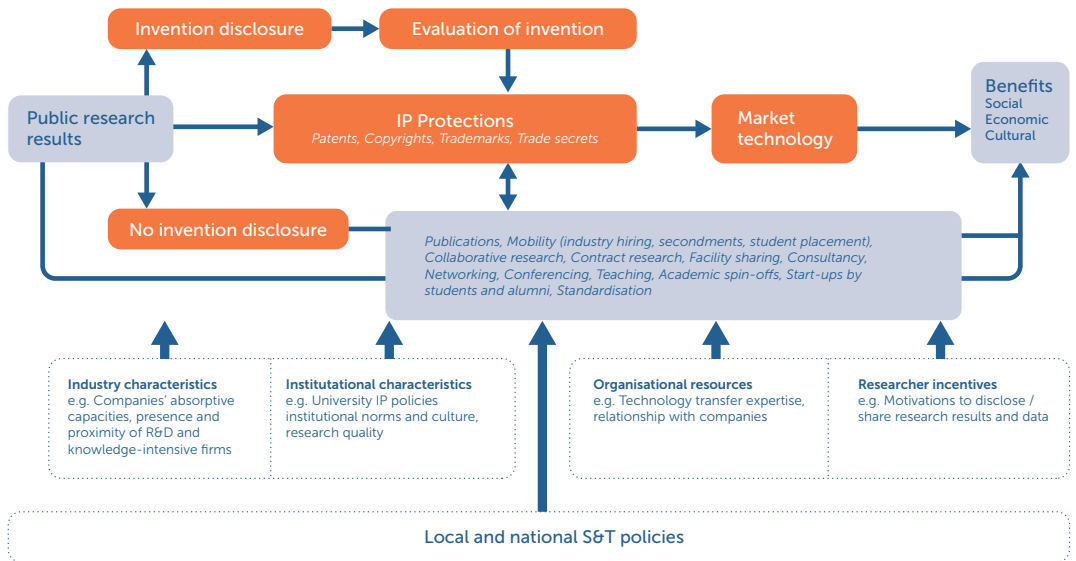 Invention disclosure
Evaluation of invention
Public research
results
IP Protections
Patents, Copyrights, Trademarks, Trade secrets
Market
technology
Benefits
Social
Economic
Cultural
No invention disclosure
Publications, Mobility (industry hiring, secondments, student placement),
Collaborative research, Contract research, Facility sharing, Consultancy,
Networking, Conferencing, Teaching, Academic spin-offs, Start-ups by
students and alumni, Standardisation
Industry characteristics
e.g. Companies’ absorptive
capacities, presence and
proximity of R&D and
knowledge-intensive firms
Institutional characteristics
e.g. University IP policies
institutional norms and culture,
research quality
Organisational resources
e.g. Technology transfer expertise,
relationship with companies
Researcher incentives
e.g. Motivations to disclose /
share research results and data
Local and national S&T policies